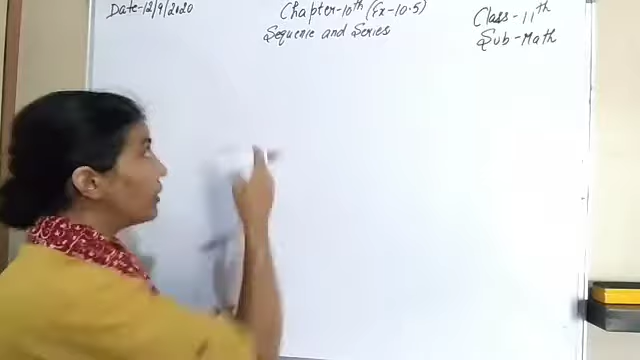 Date-12/9/2020
Chapter-10th (Ex-10.5)
Sequence and Series
Class-11th
Sub-Math